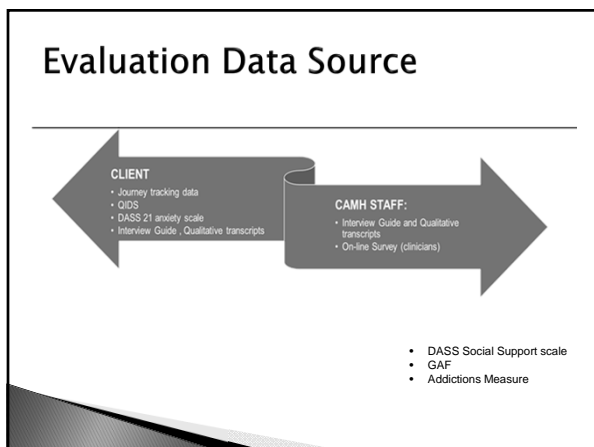 Evaluation Data Source
CLIENT
• Journey tracking data
• QIDS
• DASS 21 anxiety scale
• Interview Guide , Qualitative transcripts
CAMH STAFF:
• Interview Guide and Qualitative
transcripts
• On-line Survey (clinicians)
• DASS Social Support scale
• GAF
• Addictions Measure